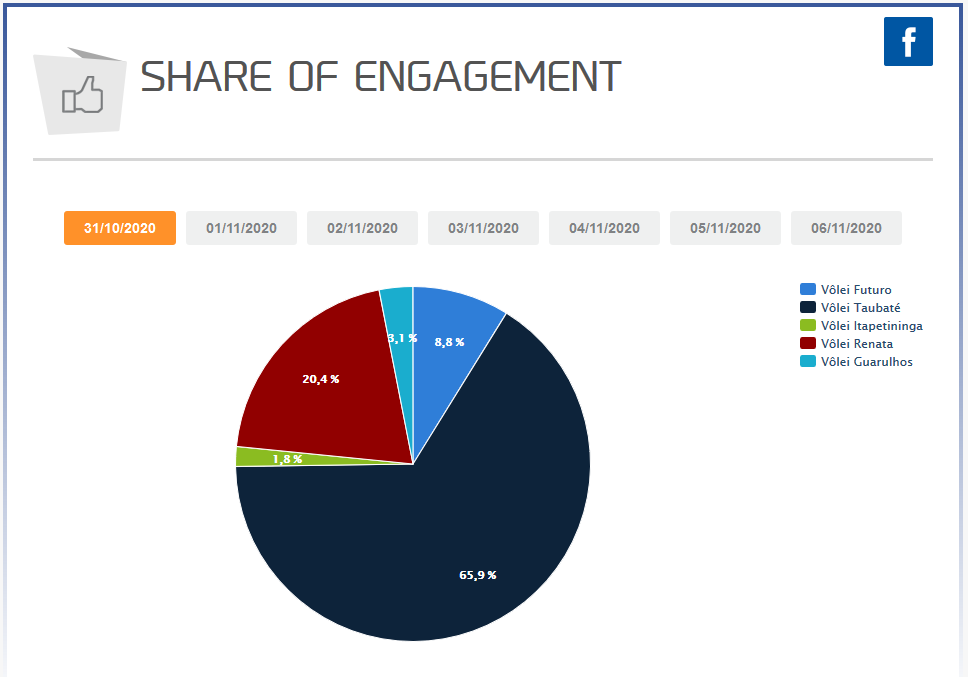 f
SHARE OF ENGAGEMENT
31/10/2020 01/11/2020 02/11/2020 03/11/2020 04/11/2020 05/11/2020 06/11/2020
Vôlei Futuro
Vôlei Taubaté
Vôlei Itapetininga
Vôlei Renata
Vôlei Guarulhos
3,1 %
8,8 %
20,4 %
1,8 %
65,9 %